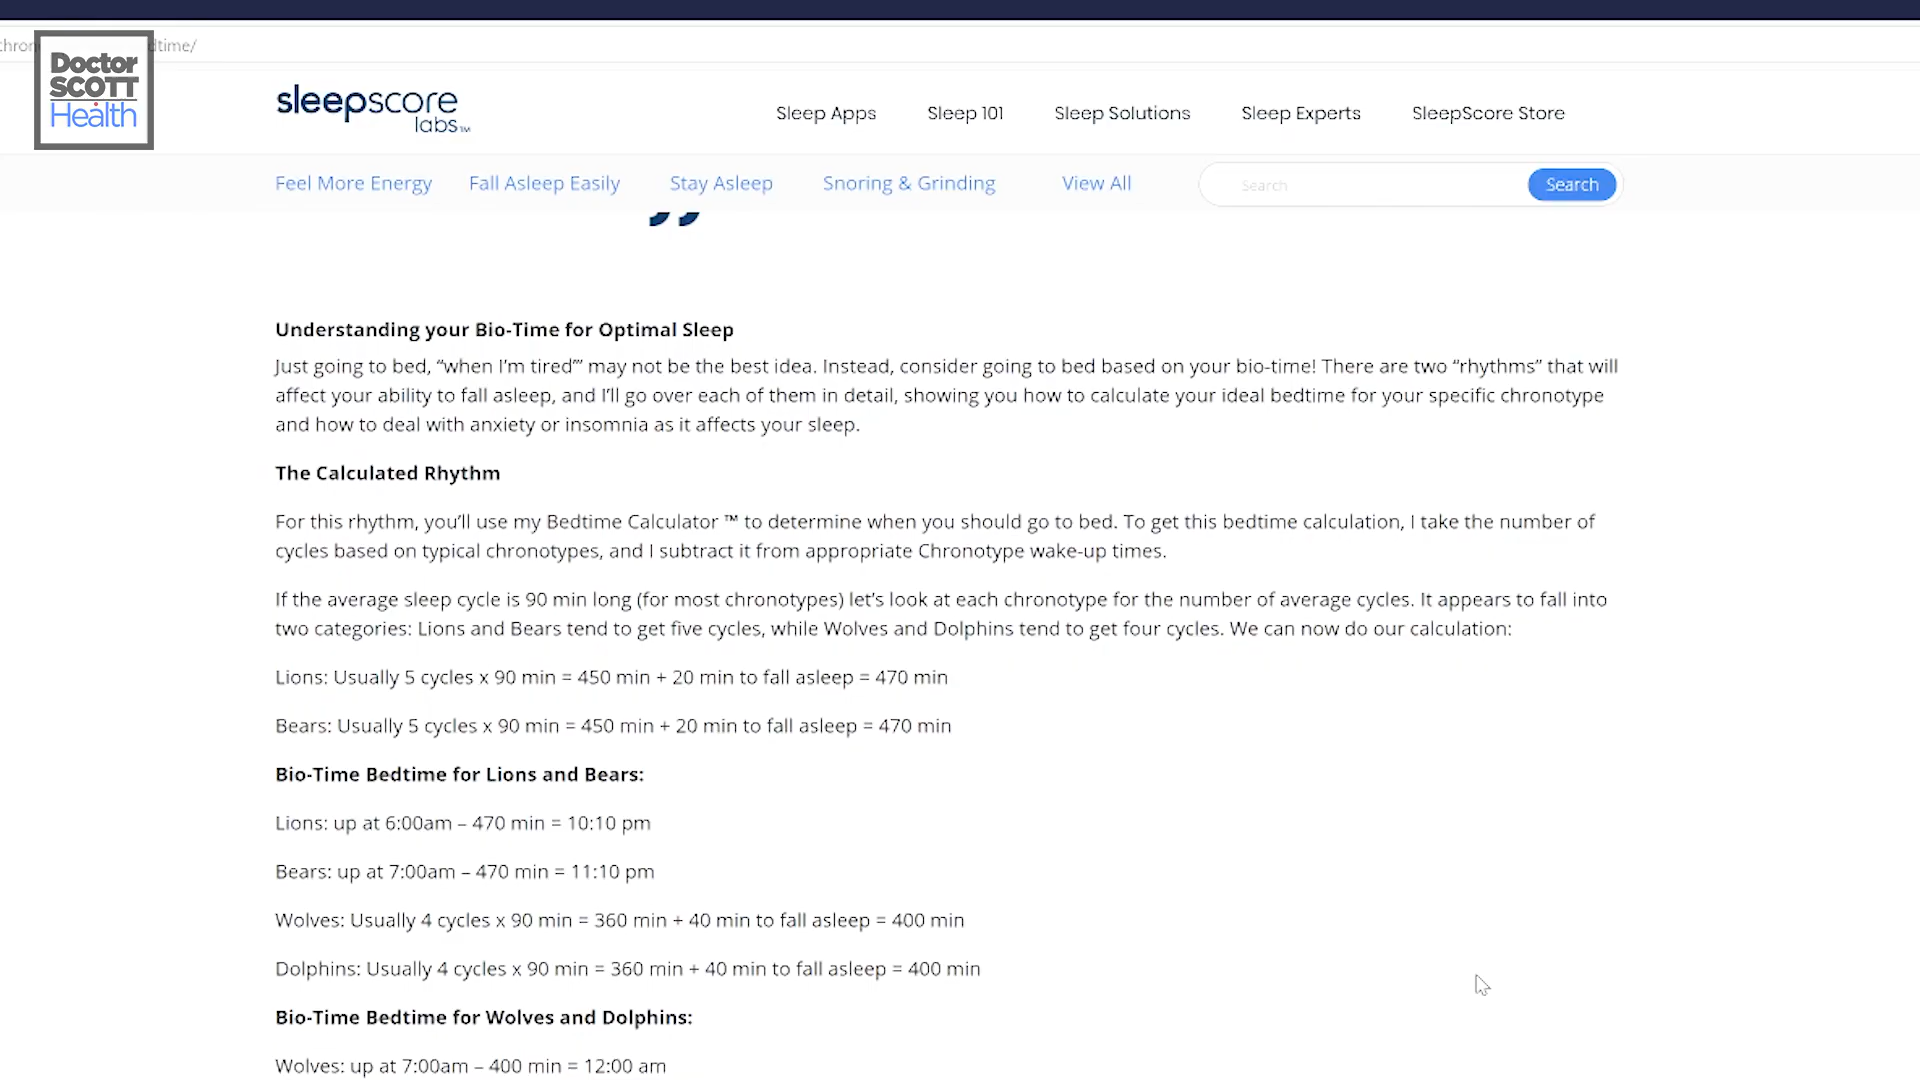 chron
dtime/
Doctor
SCOTT
Health
sleepscore
labs™
Sleep Apps
Sleep 101
Sleep Solutions
Sleep Experts
SleepScore Store
Feel More Energy
Fall Asleep Easily
Stay Asleep
Snoring & Grinding
View All
Search
Search
”
Understanding your Bio-Time for Optimal Sleep
Just going to bed, “when I’m tired’” may not be the best idea. Instead, consider going to bed based on your bio-time! There are two “rhythms” that will
affect your ability to fall asleep, and I’ll go over each of them in detail, showing you how to calculate your ideal bedtime for your specific chronotype
and how to deal with anxiety or insomnia as it affects your sleep.
The Calculated Rhythm
For this rhythm, you’ll use my Bedtime Calculator ™ to determine when you should go to bed. To get this bedtime calculation, I take the number of
cycles based on typical chronotypes, and I subtract it from appropriate Chronotype wake-up times.
If the average sleep cycle is 90 min long (for most chronotypes) let’s look at each chronotype for the number of average cycles. It appears to fall into
two categories: Lions and Bears tend to get five cycles, while Wolves and Dolphins tend to get four cycles. We can now do our calculation:
Lions: Usually 5 cycles x 90 min = 450 min + 20 min to fall asleep = 470 min
Bears: Usually 5 cycles x 90 min = 450 min + 20 min to fall asleep = 470 min
Bio-Time Bedtime for Lions and Bears:
Lions: up at 6:00am – 470 min = 10:10 pm
Bears: up at 7:00am – 470 min = 11:10 pm
Wolves: Usually 4 cycles x 90 min = 360 min + 40 min to fall asleep = 400 min
Dolphins: Usually 4 cycles x 90 min = 360 min + 40 min to fall asleep = 400 min
Bio-Time Bedtime for Wolves and Dolphins:
Wolves: up at 7:00am – 400 min = 12:00 am